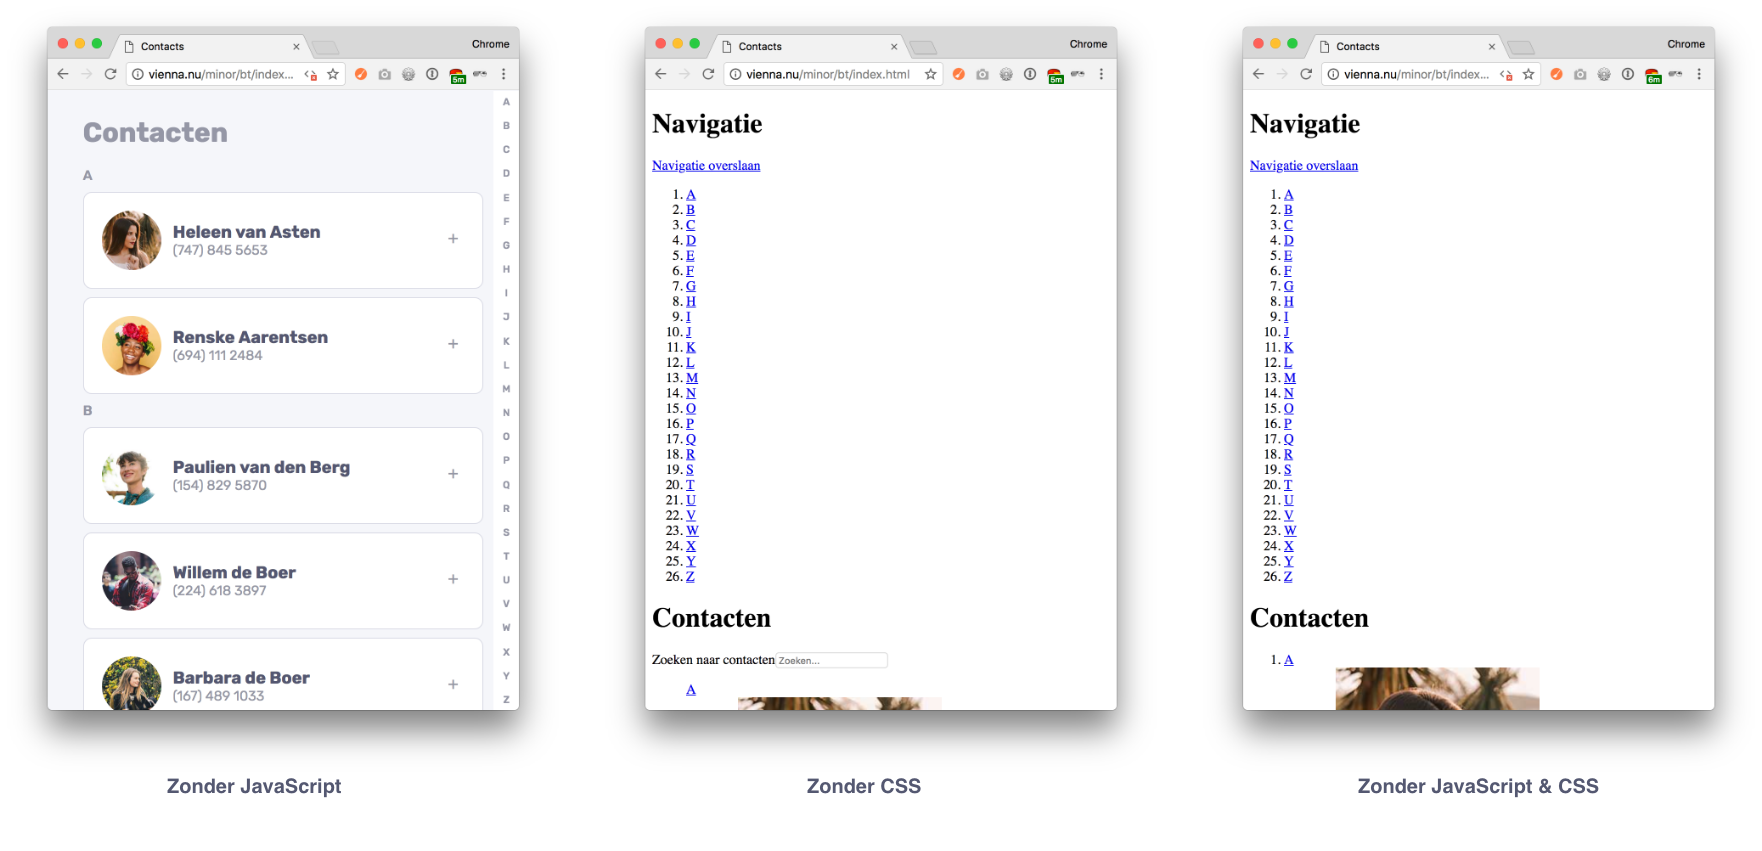 Contacts
Chrome
vienna.nu/minor/bt/index...
5m
Contacten
A
Heleen van Asten
(747) 845 5653
+
Renske Aarentsen
(694) 111 2484
+
B
Paulien van den Berg
(154) 829 5870
+
Willem de Boer
(224) 618 3897
+
Barbara de Boer
(167) 489 1033
+
A
B
C
D
E
F
G
H
I
J
K
L
M
N
O
P
Q
R
S
T
U
V
W
X
Y
Z
Zonder JavaScript
Contacts
Chrome
vienna.nu/minor/bt/index.html
5m
Navigatie
Navigatie overslaan
1. A
2. B
3. C
4. D
5. E
6. F
7. G
8. H
9. I
10. J
11. K
12. L
13. M
14. N
15. O
16. P
17. Q
18. R
19. S
20. T
21. U
22. V
23. W
24. X
25. Y
26. Z
Contacten
Zoeken naar contacten Zoeken...
A
Zonder CSS
Contacts
Chrome
vienna.nu/minor/bt/index...
6m
Navigatie
Navigatie overslaan
1. A
2. B
3. C
4. D
5. E
6. F
7. G
8. H
9. I
10. J
11. K
12. L
13. M
14. N
15. O
16. P
17. Q
18. R
19. S
20. T
21. U
22. V
23. W
24. X
25. Y
26. Z
Contacten
1. A
Zonder JavaScript & CSS